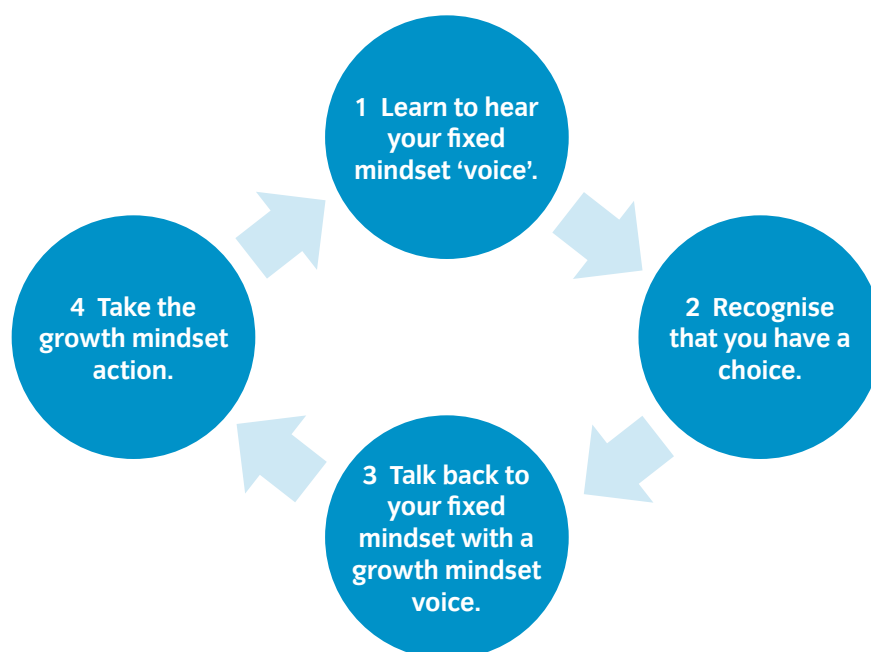 1 Learn to hear
your fixed
mindset ‘voice’.
2 Recognise
that you have a
choice.
3 Talk back to
your fixed
mindset with a
growth mindset
voice.
4 Take the
growth mindset
action.